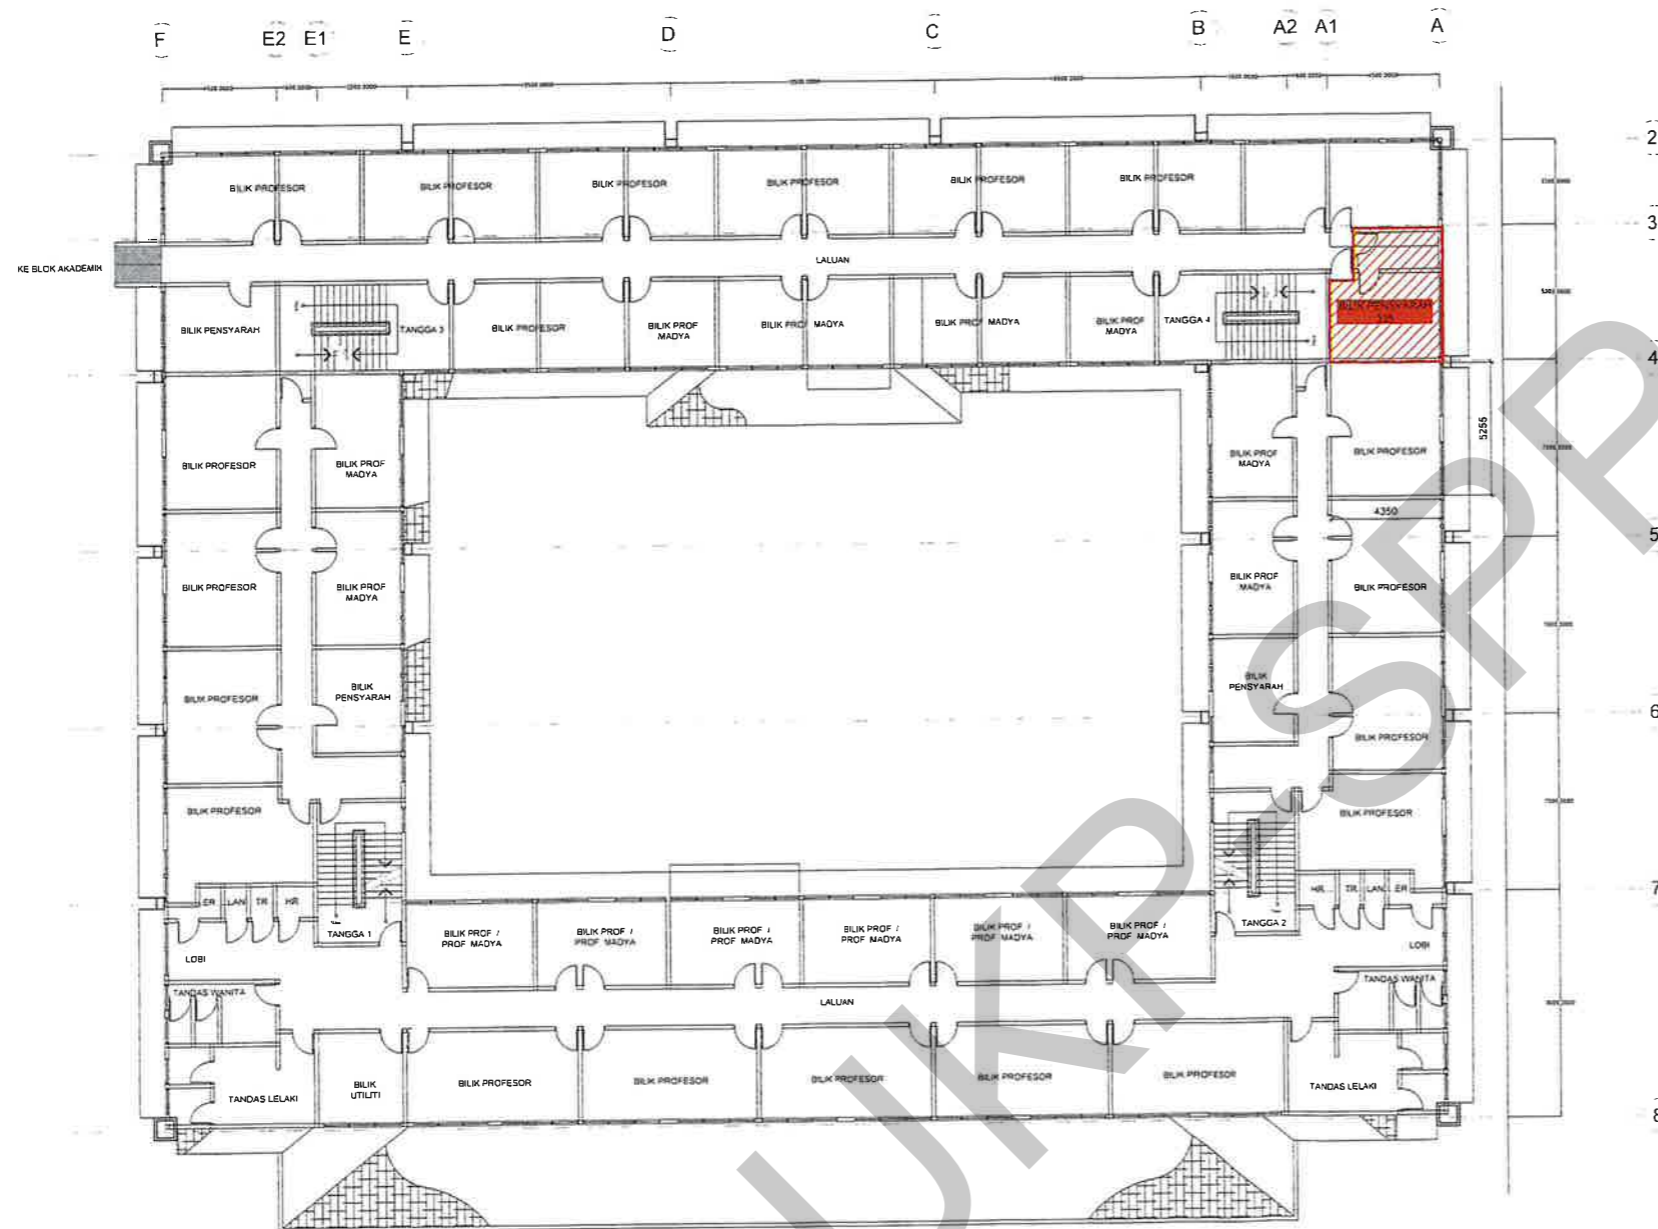 F E2 E1 E D C B A2 A1 A
2
BILIK PROFESOR BILIK PROFESOR BILIK PROFESOR BILIK PROFESOR BILIK PROFESOR BILIK PROFESOR
3
KE BLOK AKADEMIK
LALUAN
BILIK PENSYARAH
TANGGA 3
BILIK PROFESOR
BILIK PROF
MADYA
BILIK PROF MADYA
BILIK PROF MADYA
BILIK PROF
MADYA
TANGGA 4
4
5255
BILIK PROFESOR
BILIK PROF
MADYA
BILIK PROF
MADYA
BILIK PROFESOR
4350
5
BILIK PROFESOR
BILIK PROF
MADYA
BILIK PROF
MADYA
BILIK PROFESOR
BILIK PROFESOR
BILIK
PENSYARAH
BILIK
PENSYARAH
6
BILIK PROFESOR
BILIK PROFESOR
BILIK PROFESOR
7
ER LAN TR HR
HR TR LAN ER
TANGGA 1
BILIK PROF /
PROF MADYA
BILIK PROF /
PROF MADYA
BILIK PROF /
PROF MADYA
BILIK PROF /
PROF MADYA
BILIK PROF /
PROF MADYA
BILIK PROF /
PROF MADYA
TANGGA 2
LOBI
LOBI
TANDAS WANITA
TANDAS WANITA
LALUAN
TANDAS LELAKI
BILIK
UTILITI
BILIK PROFESOR
BILIK PROFESOR
BILIK PROFESOR
BILIK PROFESOR
BILIK PROFESOR
TANDAS LELAKI
8
UKP-SPP